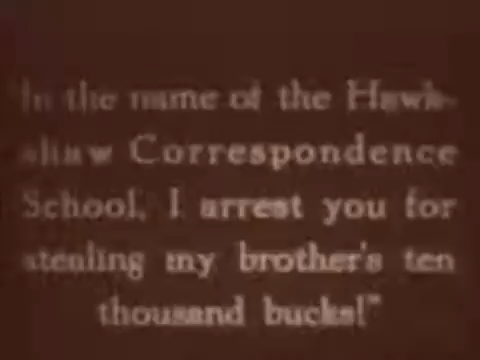 "In the name of the Hawk-
shaw Correspondence
School, I arrest you for
stealing my brother's ten
thousand bucks!"